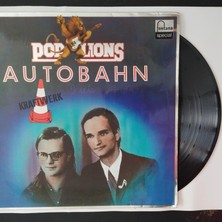 POP LIONS
AUTOBAHN
KRAFTWERK
fontana
special